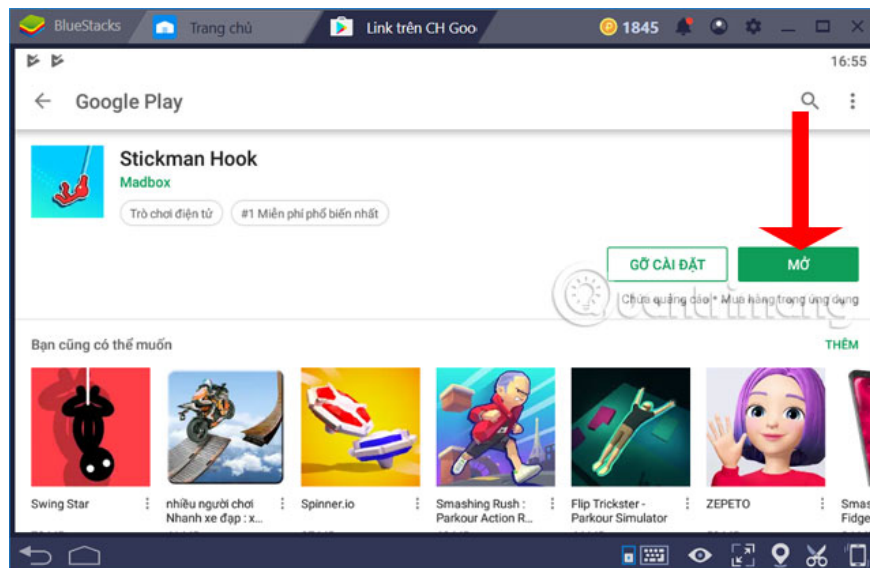 BlueStacks
Trang chủ
Link trên CH Goo
1845
16:55
Google Play
Stickman Hook
Madbox
Trò chơi điện tử
#1 Miễn phí phổ biến nhất
GỠ CÀI ĐẶT
MỞ
Chứa quảng cáo • Mua hàng trong ứng dụng
Quantrimang
Bạn cũng có thể muốn
THÊM
Swing Star
nhiều người chơi
Nhanh xe đạp : x...
Spinner.io
Smashing Rush :
Parkour Action R...
Flip Trickster -
Parkour Simulator
ZEPETO
Smas
Fidge